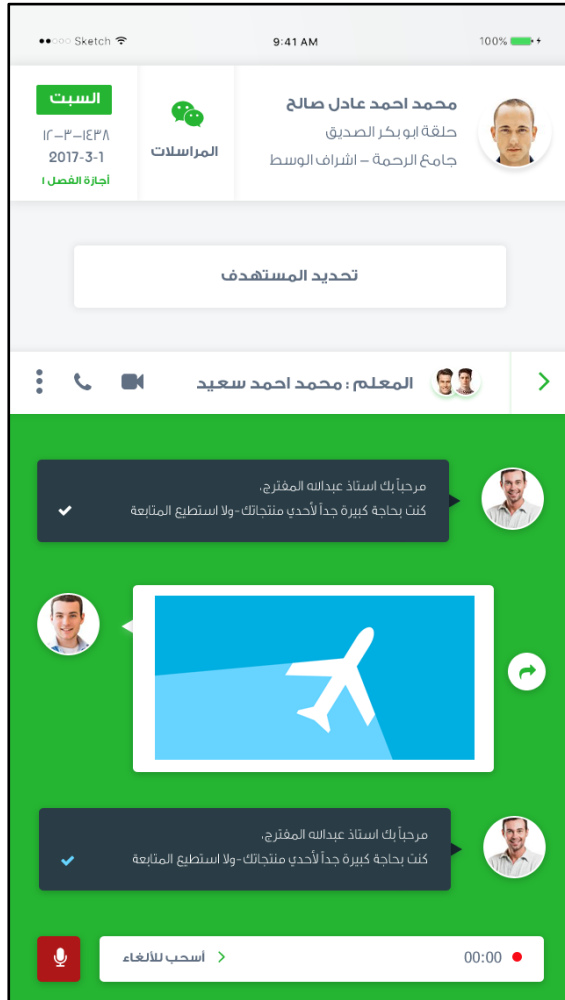 Sketch
9:41 AM
100%
محمد احمد عادل صالح
حلقة ابو بكر الصديق
جامع الرحمة – اشراف الوسط
المراسلات
السبت
١٤٣٨–٣–١٢
2017-3-1
أجازة الفصل ١
تحديد المستهدف
المعلم : محمد احمد سعيد
مرحباً بك استاذ عبدالله المفترج،
كنت بحاجة كبيرة جداً لأحدي منتجاتك-ولا استطيع المتابعة
مرحباً بك استاذ عبدالله المفترج،
كنت بحاجة كبيرة جداً لأحدي منتجاتك-ولا استطيع المتابعة
00:00
أسحب للألغاء